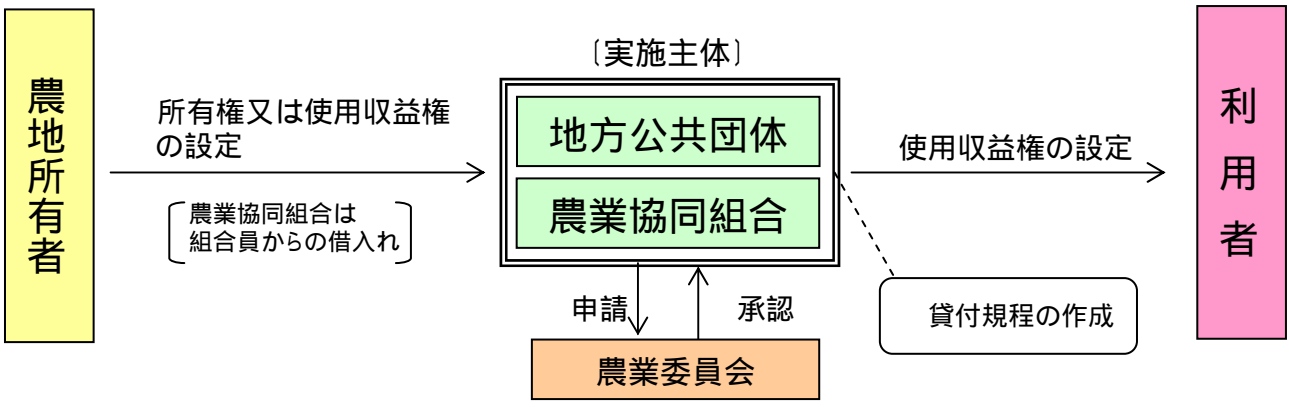 農地所有者
所有権又は使用収益権
の設定
農業協同組合は
組合員からの借入れ
〔実施主体〕
地方公共団体
農業協同組合
申請
承認
農業委員会
使用収益権の設定
貸付規程の作成
利用者